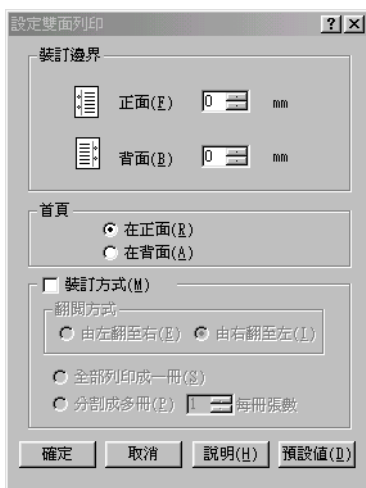 設定雙面列印
裝訂邊界
正面(F) 0 mm
背面(B) 0 mm
首頁
在正面(R)
在背面(A)
裝訂方式(M)
翻閱方式
由左翻至右(E) 由右翻至左(I)
全部列印成一冊(S)
分割成多冊(P) 1 每冊張數
確定 取消 說明(H) 預設值(D)